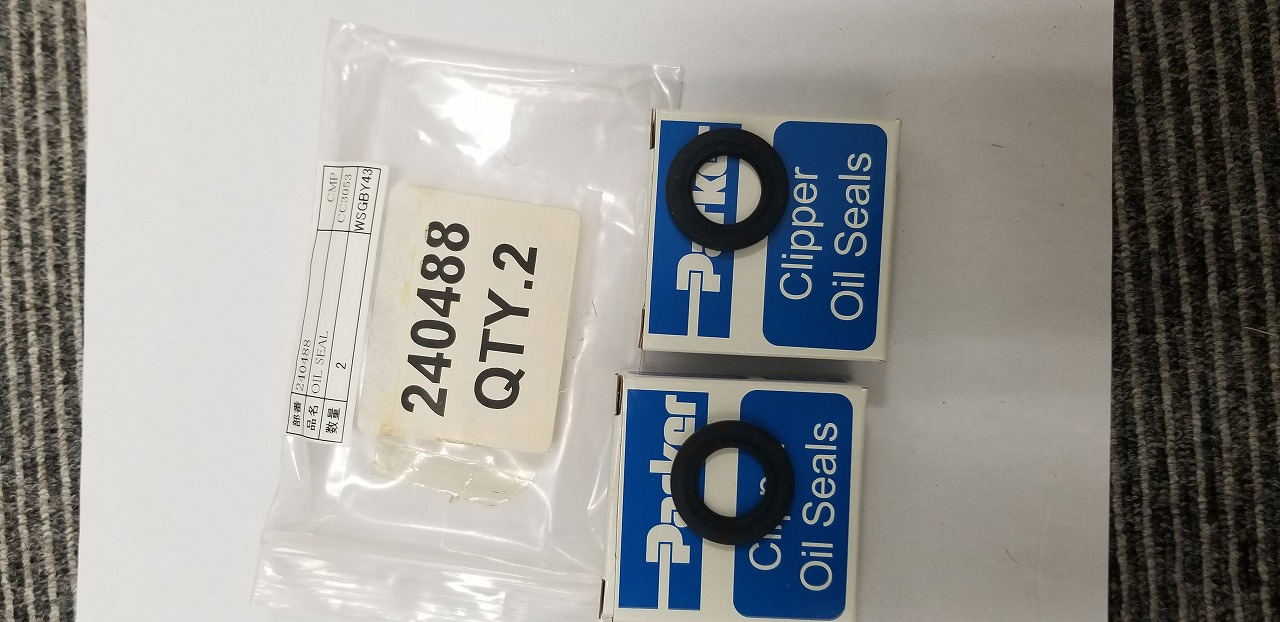 部番 240488
品名 OIL SEAL
数量 2
CMP
CC3053
WSGBY43
240488
QTY.2
Parker
Clipper
Oil Seals
Parker
Oil Seals